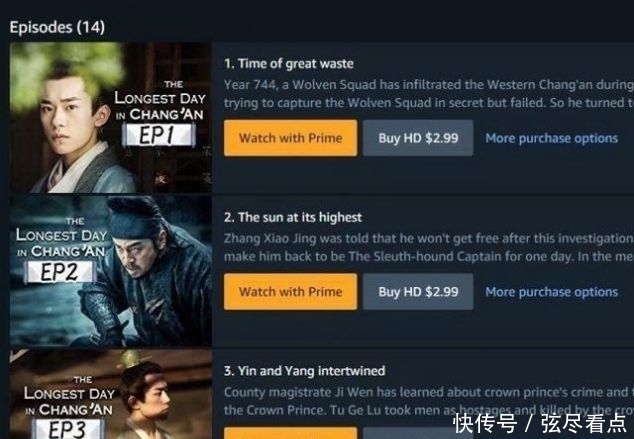 Episodes (14)
THE
LONGEST DAY
IN CHANG'AN
EP1
1. Time of great waste
Year 744, a Wolven Squad has infiltrated the Western Chang'an during
trying to capture the Wolven Squad in secret but failed. So he turned t
Watch with Prime
Buy HD $2.99
More purchase options
THE
LONGEST DAY
IN CHANG'AN
EP2
2. The sun at its highest
Zhang Xiao Jing was told that he won't get free after this investigation
make him back to be The Sleuth-hound Captain for one day. In the me
Watch with Prime
Buy HD $2.99
More purchase options
THE
LONGEST DAY
IN CHANG'AN
EP3
3. Yin and Yang intertwined
County magistrate Ji Wen has learned about crown prince's crime and
the Crown Prince. Tu Ge Lu took men as hostages and killed by the
快传号 / 弦尽看点